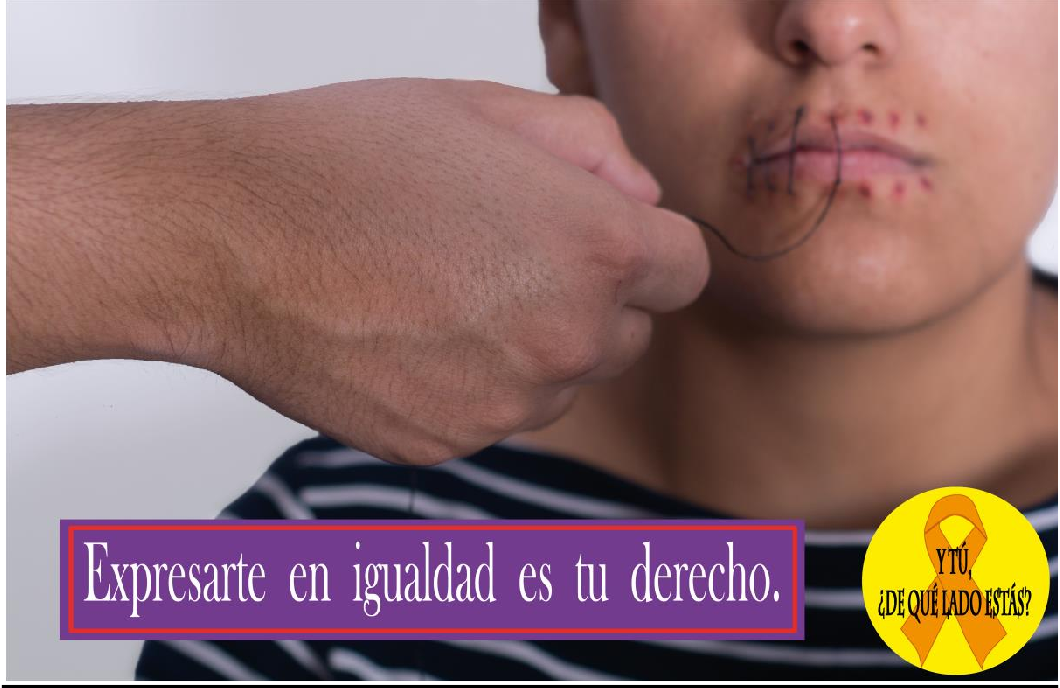 Expresarte en igualdad es tu derecho.
Y TÚ,
¿DE QUÉ LADO ESTÁS?